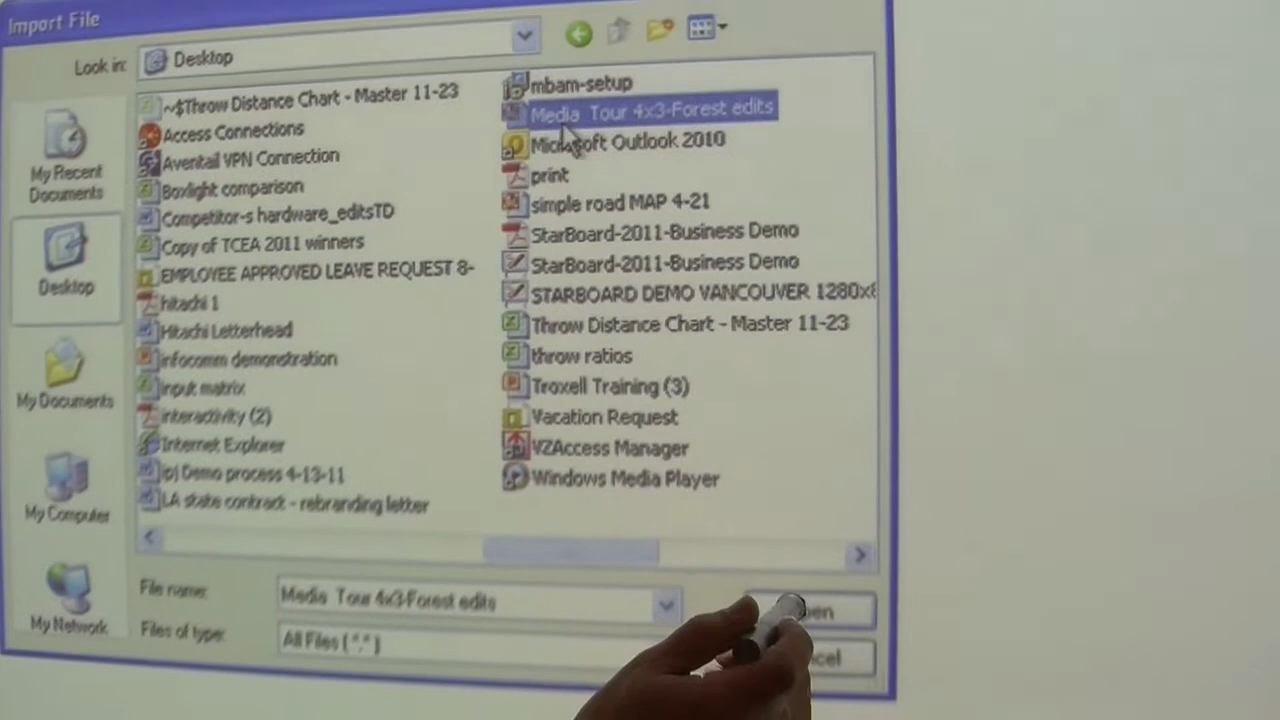 Import File
Look in:
Desktop
My Recent
Documents
Desktop
My Documents
My Computer
My Network
~$Throw Distance Chart - Master 11-23
Access Connections
Aventail VPN Connection
Boxlight comparison
Competitor-s hardware_editsTD
Copy of TCEA 2011 winners
EMPLOYEE APPROVED LEAVE REQUEST 8-
hitachi 1
Hitachi Letterhead
infocomm demonstration
input matrix
interactivity (2)
Internet Explorer
Demo process 4-13-11
LA state contract - rebranding letter
mbam-setup
Media Tour 4x3-Forest edits
Microsoft Outlook 2010
print
simple road MAP 4-21
StarBoard-2011-Business Demo
StarBoard-2011-Business Demo
STARBOARD DEMO VANCOUVER 1280x8
Throw Distance Chart - Master 11-23
throw ratios
Troxell Training (3)
Vacation Request
VZAccess Manager
Windows Media Player
File name:
Media Tour 4x3-Forest edits
Files of type:
All Files (*.*)